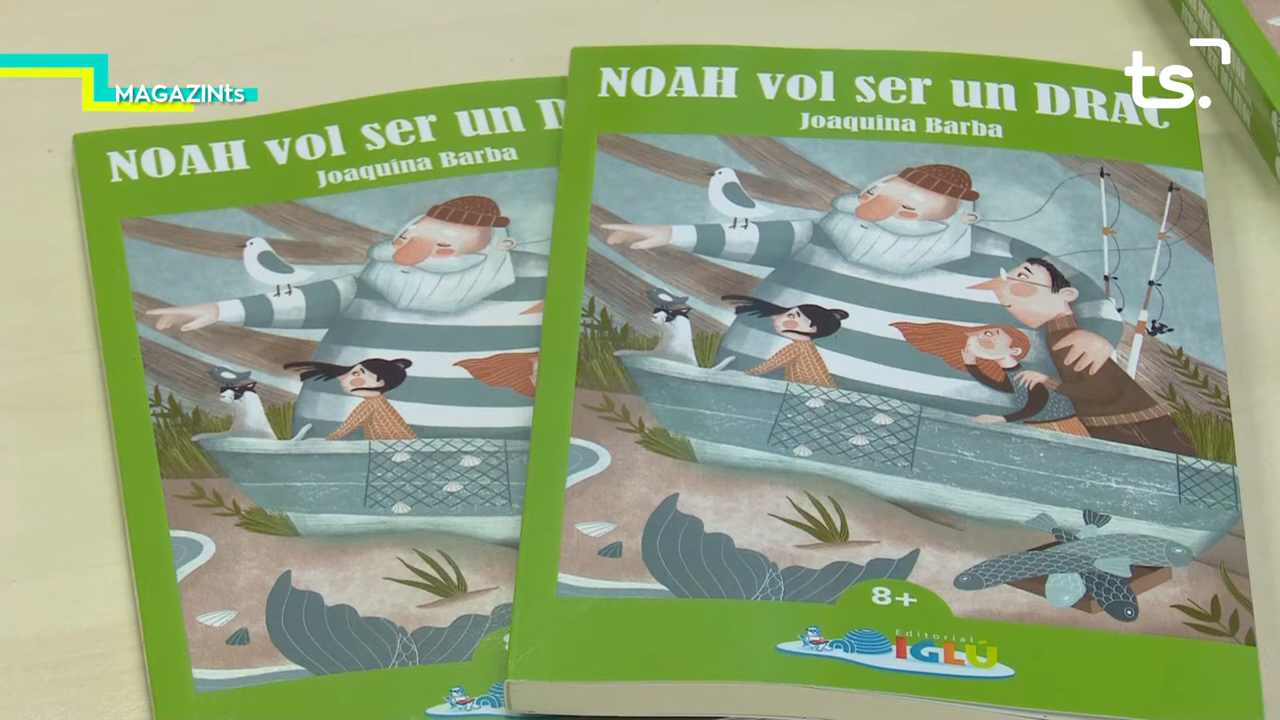 MAGAZINts
ts.
NOAH vol ser un D
Joaquina Barba
NOAH vol ser un DRAC
Joaquina Barba
8+
Editorial
IGLÚ